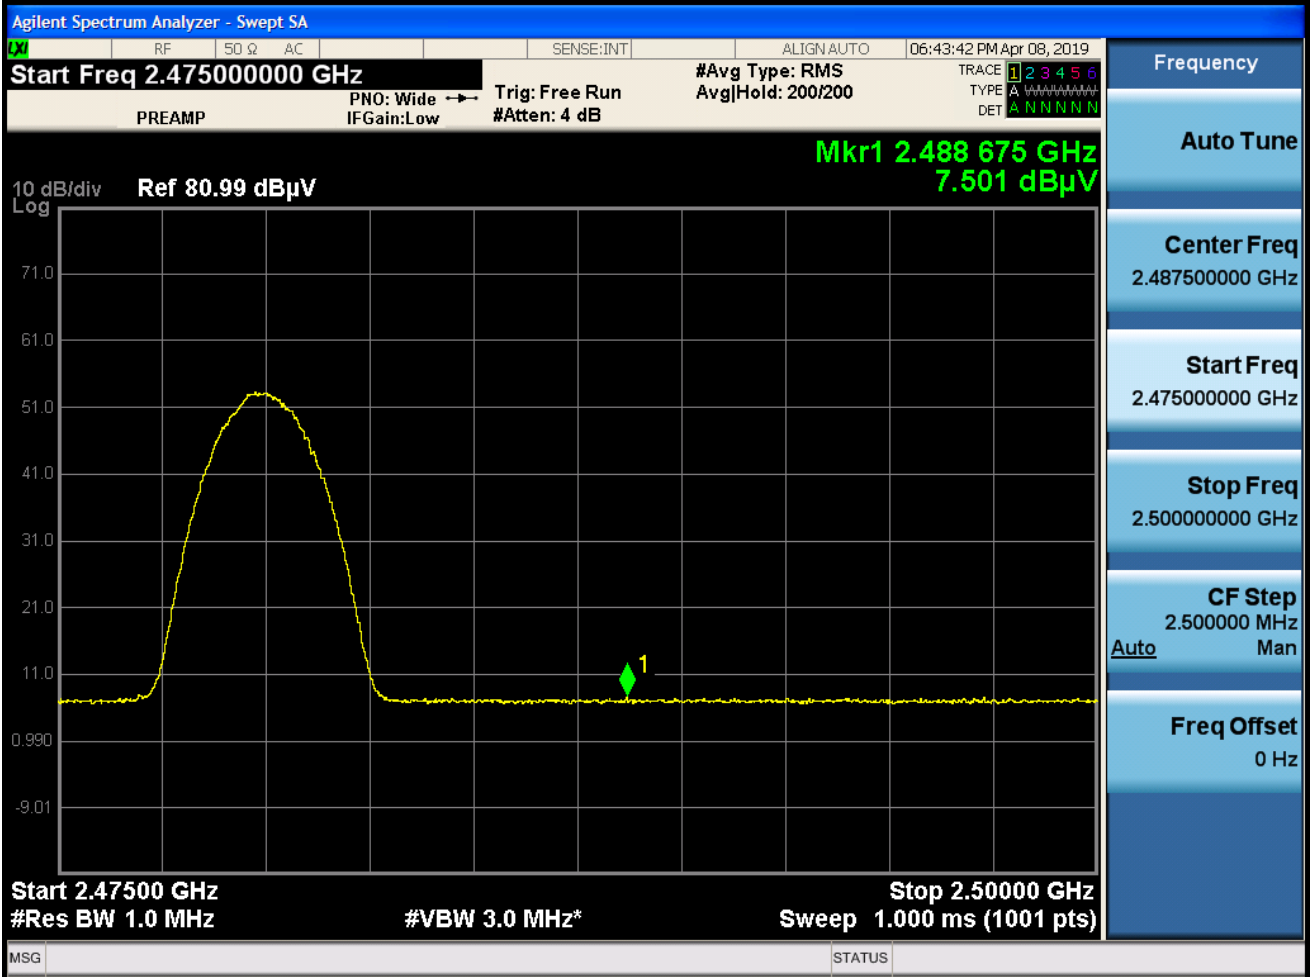 Agilent Spectrum Analyzer - Swept SA
LXI RF 50 Ω AC SENSE:INT ALIGN AUTO 06:43:42 PM Apr 08, 2019
Start Freq 2.475000000 GHz
PREAMP
PNO: Wide
IFGain:Low
Trig: Free Run
#Atten: 4 dB
#Avg Type: RMS
Avg|Hold: 200/200
TRACE 1 2 3 4 5 6
TYPE A WWWWW
DET A N N N N N
Mkr1 2.488 675 GHz
7.501 dBµV
10 dB/div Ref 80.99 dBµV
Log
71.0
61.0
51.0
41.0
31.0
21.0
11.0
0.990
-9.01
1
Start 2.47500 GHz Stop 2.50000 GHz
#Res BW 1.0 MHz #VBW 3.0 MHz* Sweep 1.000 ms (1001 pts)
MSG STATUS
Frequency
Auto Tune
Center Freq
2.487500000 GHz
Start Freq
2.475000000 GHz
Stop Freq
2.500000000 GHz
CF Step
2.500000 MHz
Auto Man
Freq Offset
0 Hz